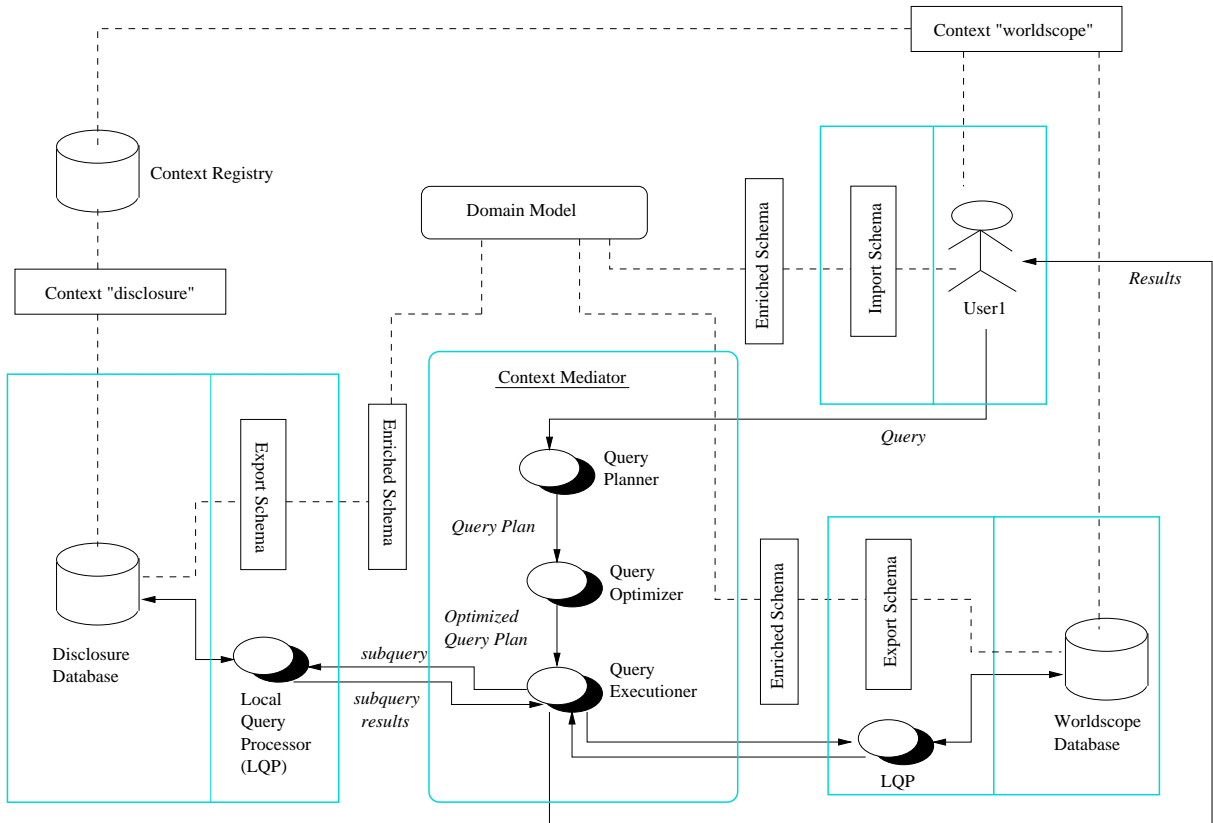 Context "worldscope"
Context Registry
Domain Model
Enriched Schema
Import Schema
User1
Results
Context "disclosure"
Context Mediator
Query
Export Schema
Enriched Schema
Query
Planner
Query Plan
Query
Optimizer
Optimized
Query Plan
Enriched Schema
Export Schema
Disclosure
Database
subquery
subquery
results
Query
Executioner
Local
Query
Processor
(LQP)
LQP
Worldscope
Database